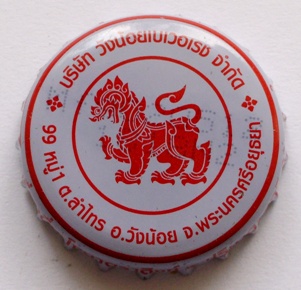 บริษัท วังน้อยเบเวอเรช จำกัด
99 หมู่ 1 ต.ลำไทร อ.วังน้อย จ.พระนครศรีอยุธยา